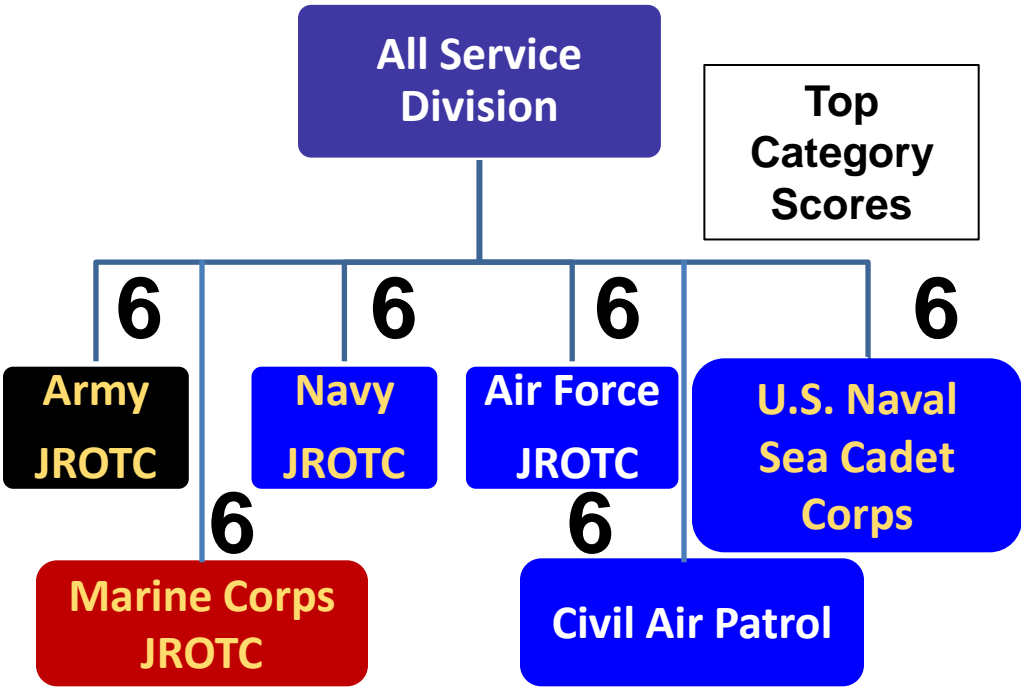 All Service
Division
Top
Category
Scores
6
6
6
6
Army
JROTC
Navy
JROTC
Air Force
JROTC
U.S. Naval
Sea Cadet
Corps
6
6
Marine Corps
JROTC
Civil Air Patrol